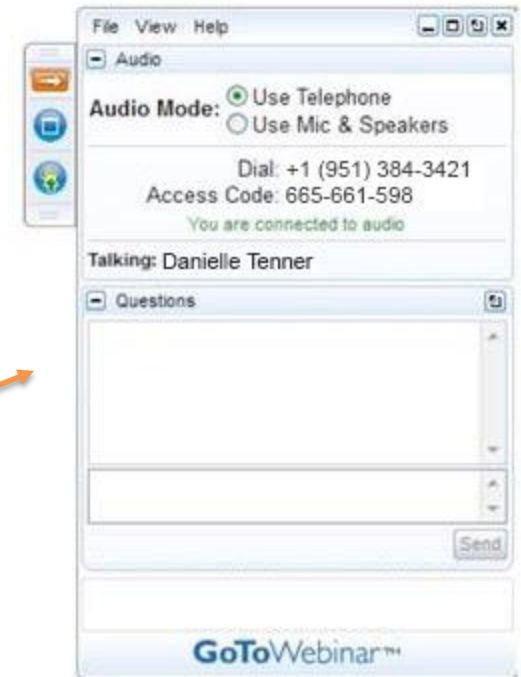 File View Help
Audio
Audio Mode: Use Telephone
Use Mic & Speakers
Dial: +1 (951) 384-3421
Access Code: 665-661-598
You are connected to audio
Talking: Danielle Tenner
Questions
Send
GoToWebinar™